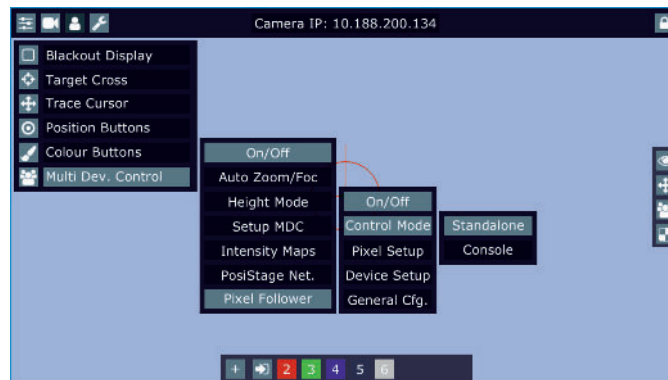 Camera IP: 10.188.200.134
Blackout Display
Target Cross
Trace Cursor
Position Buttons
Colour Buttons
Multi Dev. Control
On/Off
Auto Zoom/Foc
Height Mode
Setup MDC
Intensity Maps
PosiStage Net.
Pixel Follower
On/Off
Control Mode
Pixel Setup
Device Setup
General Cfg.
Standalone
Console
+ 2 3 4 5 6